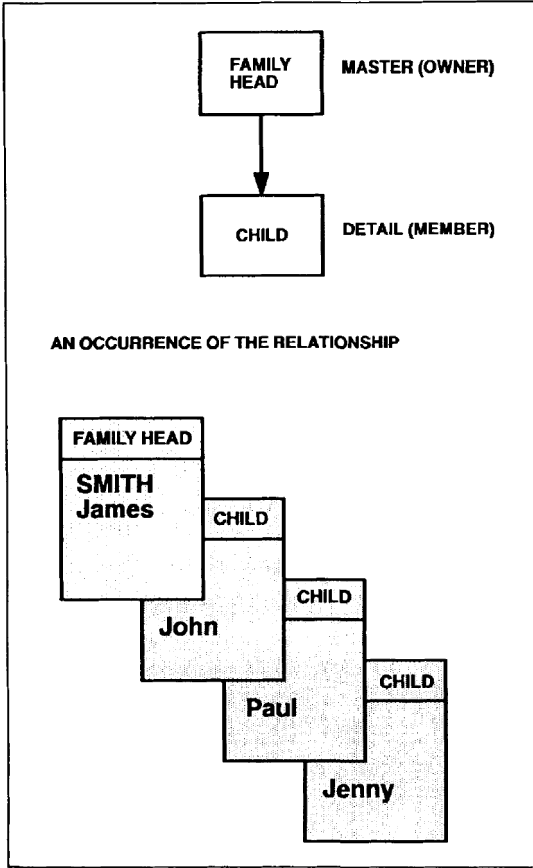 FAMILY
HEAD
MASTER (OWNER)
CHILD
DETAIL (MEMBER)
AN OCCURRENCE OF THE RELATIONSHIP
FAMILY HEAD
SMITH
James
CHILD
John
CHILD
Paul
CHILD
Jenny